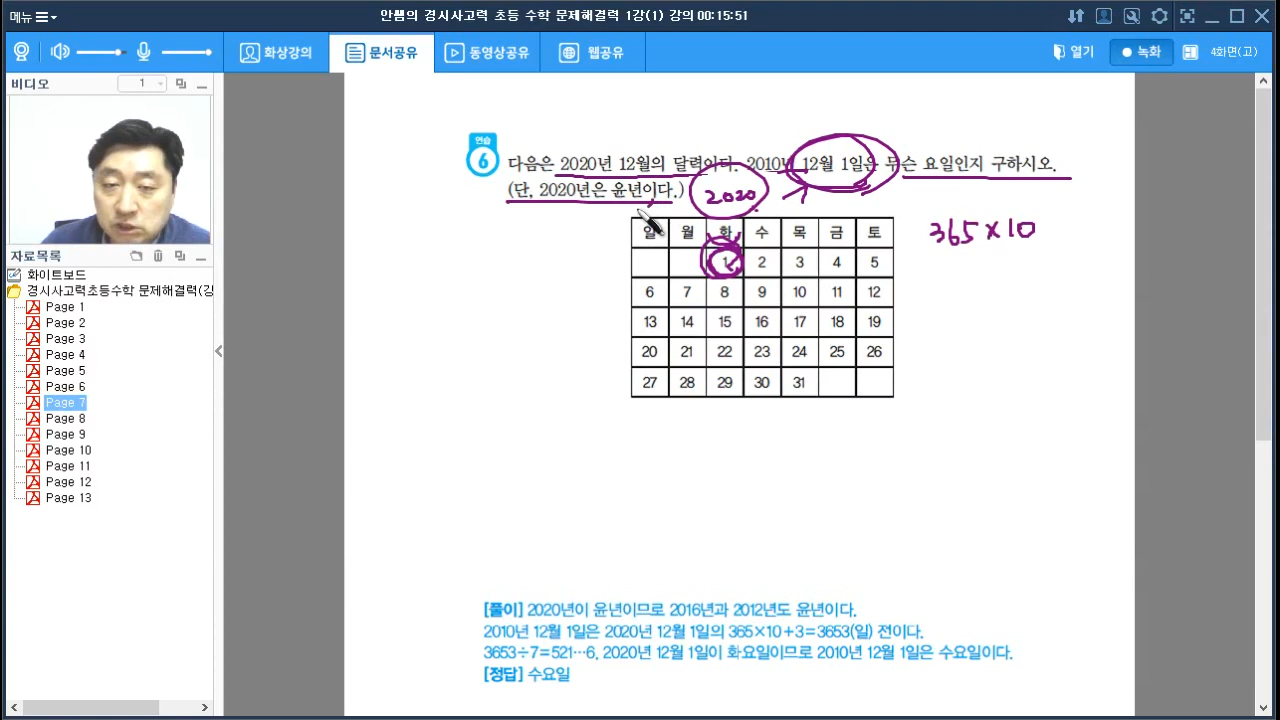 메뉴
안쌤의 경시사고력 초등 수학 문제해결력 1강(1) 강의 00:15:51
화상강의
문서공유
동영상공유
웹공유
열기
녹화
4화면(고)
비디오
1
자료목록
화이트보드
경시사고력초등수학 문제해결력(강
Page 1
Page 2
Page 3
Page 4
Page 5
Page 6
Page 7
Page 8
Page 9
Page 10
Page 11
Page 12
Page 13
연습
6
다음은 2020년 12월의 달력이다. 2010년 12월 1일은 무슨 요일인지 구하시오.
(단, 2020년은 윤년이다.)
2020
365×10
일 월 화 수 목 금 토
1 2 3 4 5
6 7 8 9 10 11 12
13 14 15 16 17 18 19
20 21 22 23 24 25 26
27 28 29 30 31
[풀이] 2020년이 윤년이므로 2016년과 2012년도 윤년이다.
2010년 12월 1일은 2020년 12월 1일의 365×10+3=3653(일) 전이다.
3653÷7=521…6, 2020년 12월 1일이 화요일이므로 2010년 12월 1일은 수요일이다.
[정답] 수요일